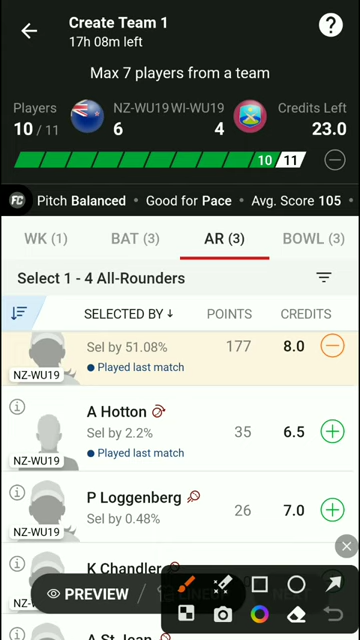 Create Team 1
17h 08m left
?
Max 7 players from a team
Players
NZ-WU19 WI-WU19
Credits Left
10 / 11
6
4
23.0
10
11
FC Pitch Balanced • Good for Pace • Avg. Score 105 •
WK (1) BAT (3) AR (3) BOWL (3)
Select 1 - 4 All-Rounders
SELECTED BY POINTS CREDITS
Sel by 51.08% 177 8.0
Played last match
NZ-WU19
A Hotton
Sel by 2.2% 35 6.5
Played last match
NZ-WU19
P Loggenberg
Sel by 0.48% 26 7.0
NZ-WU19
K Chandler
PREVIEW
NZ-WU19
A St Jean